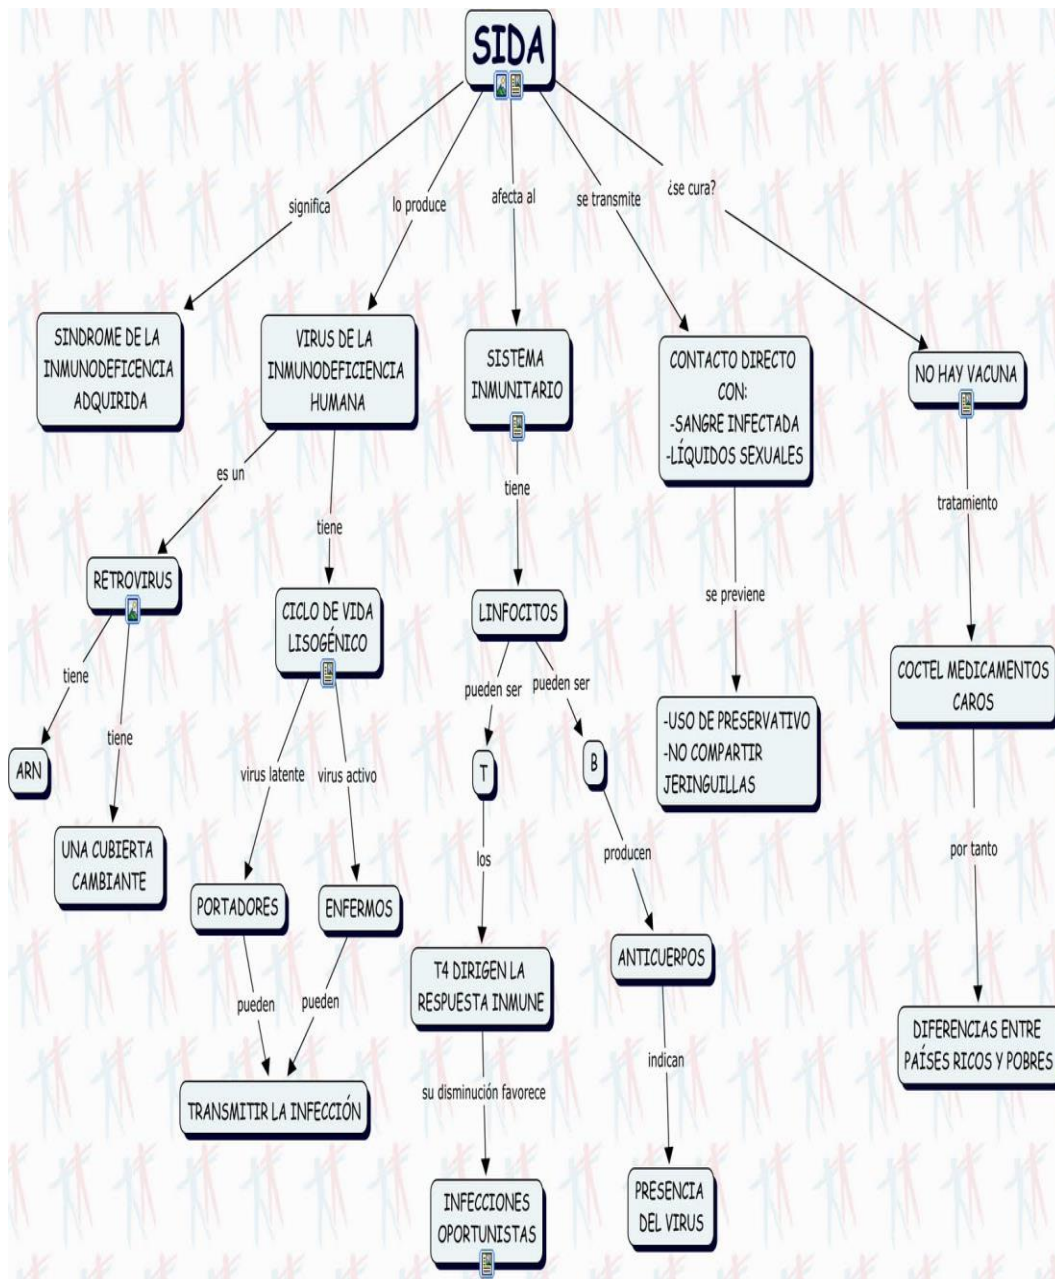 SIDA
significa
lo produce
afecta al
se transmite
¿se cura?
SINDROME DE LA
INMUNODEFICENCIA
ADQUIRIDA
VIRUS DE LA
INMUNODEFICIENCIA
HUMANA
SISTEMA
INMUNITARIO
CONTACTO DIRECTO
CON:
-SANGRE INFECTADA
-LÍQUIDOS SEXUALES
NO HAY VACUNA
es un
tiene
tiene
tratamiento
RETROVIRUS
CICLO DE VIDA
LISOGÉNICO
LINFOCITOS
se previene
COCTEL MEDICAMENTOS
CAROS
tiene
tiene
pueden ser
pueden ser
-USO DE PRESERVATIVO
-NO COMPARTIR
JERINGUILLAS
ARN
virus latente
virus activo
T
B
UNA CUBIERTA
CAMBIANTE
los
producen
por tanto
PORTADORES
ENFERMOS
T4 DIRIGEN LA
RESPUESTA INMUNE
ANTICUERPOS
pueden
pueden
DIFERENCIAS ENTRE
PAÍSES RICOS Y POBRES
TRANSMITIR LA INFECCIÓN
su disminución favorece
indican
INFECCIONES
OPORTUNISTAS
PRESENCIA
DEL VIRUS